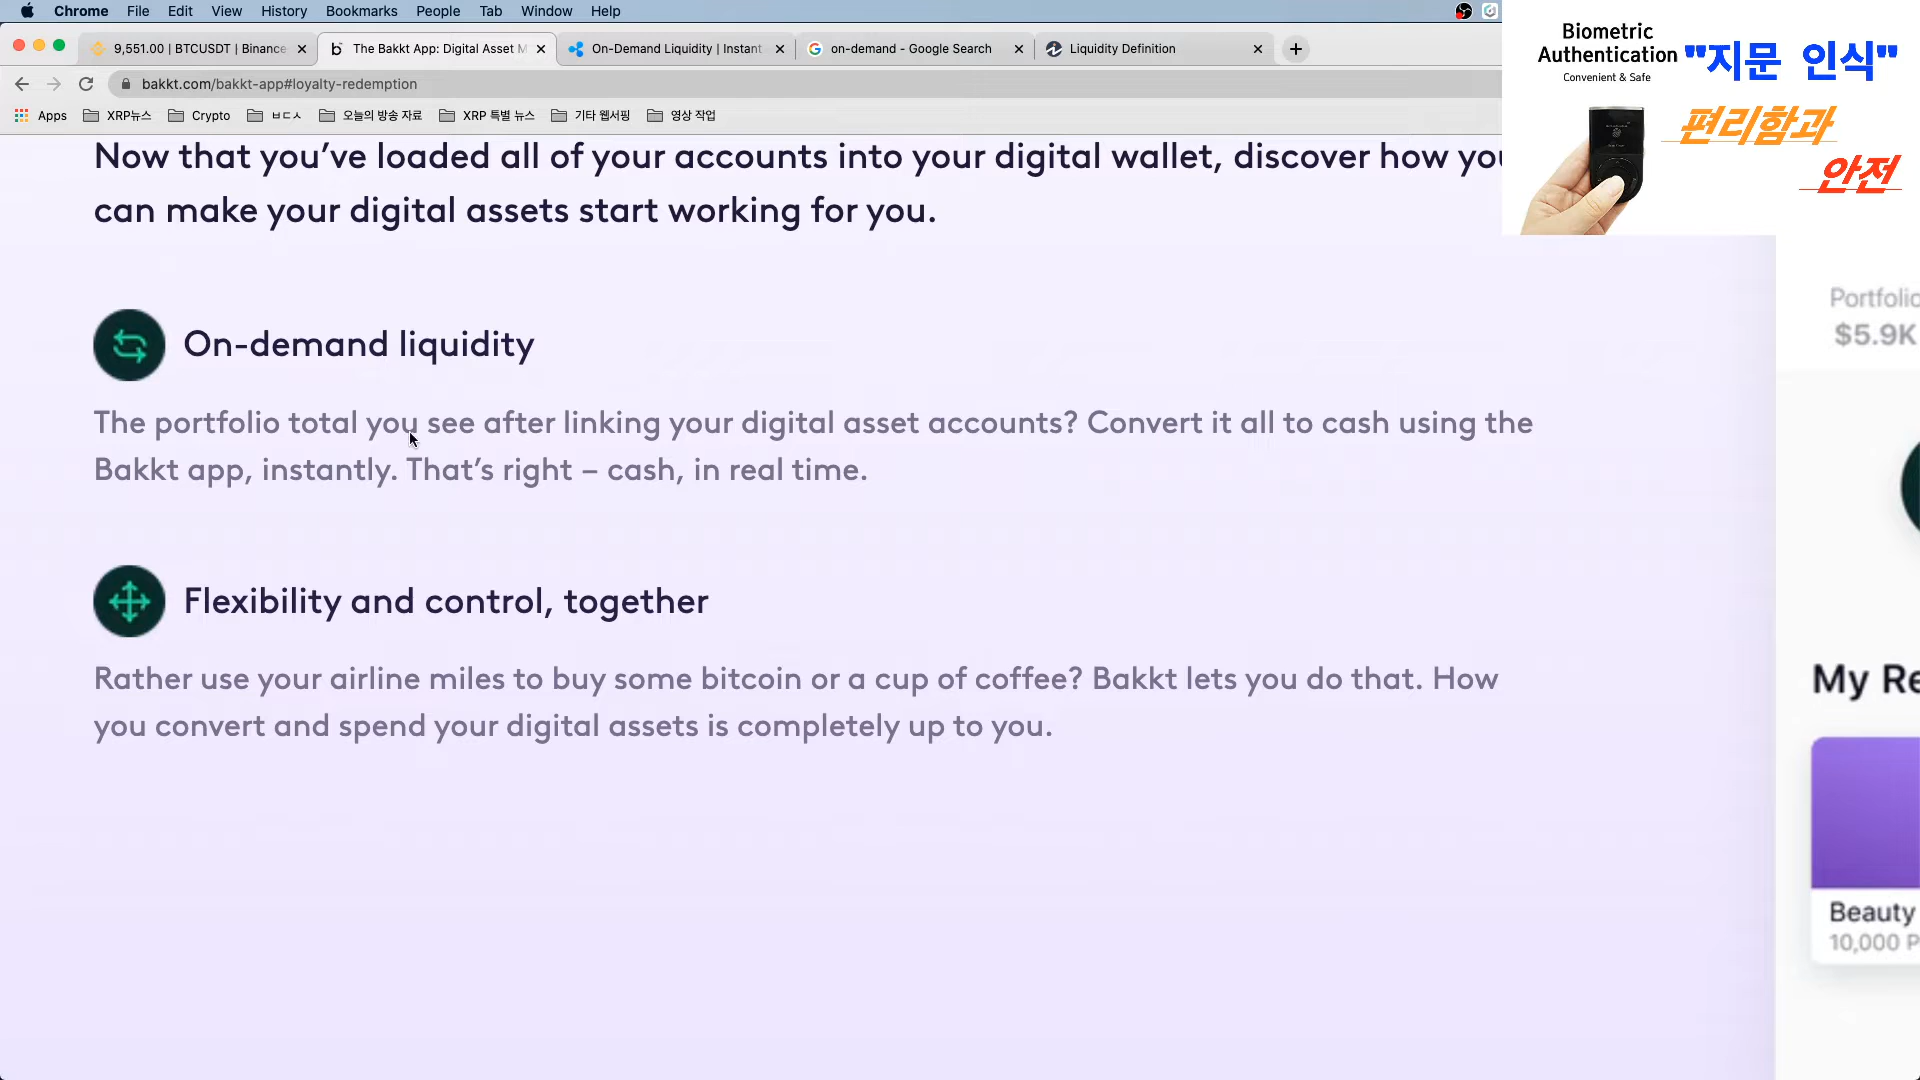 Chrome File Edit View History Bookmarks People Tab Window Help
9,551.00 | BTCUSDT | Binance
The Bakkt App: Digital Asset M
On-Demand Liquidity | Instant
on-demand - Google Search
Liquidity Definition
bakkt.com/bakkt-app#loyalty-redemption
Apps XRP뉴스 Crypto ㅂㄷㅅ 오늘의 방송 자료 XRP 특별 뉴스 기타 웹서핑 영상 작업
Biometric
Authentication
Convenient & Safe
"지문 인식"
편리함과
안전
Now that you’ve loaded all of your accounts into your digital wallet, discover how you
can make your digital assets start working for you.
On-demand liquidity
The portfolio total you see after linking your digital asset accounts? Convert it all to cash using the
Bakkt app, instantly. That’s right – cash, in real time.
Flexibility and control, together
Rather use your airline miles to buy some bitcoin or a cup of coffee? Bakkt lets you do that. How
you convert and spend your digital assets is completely up to you.
Portfolio
$5.9K
My Re
Beauty
10,000 P